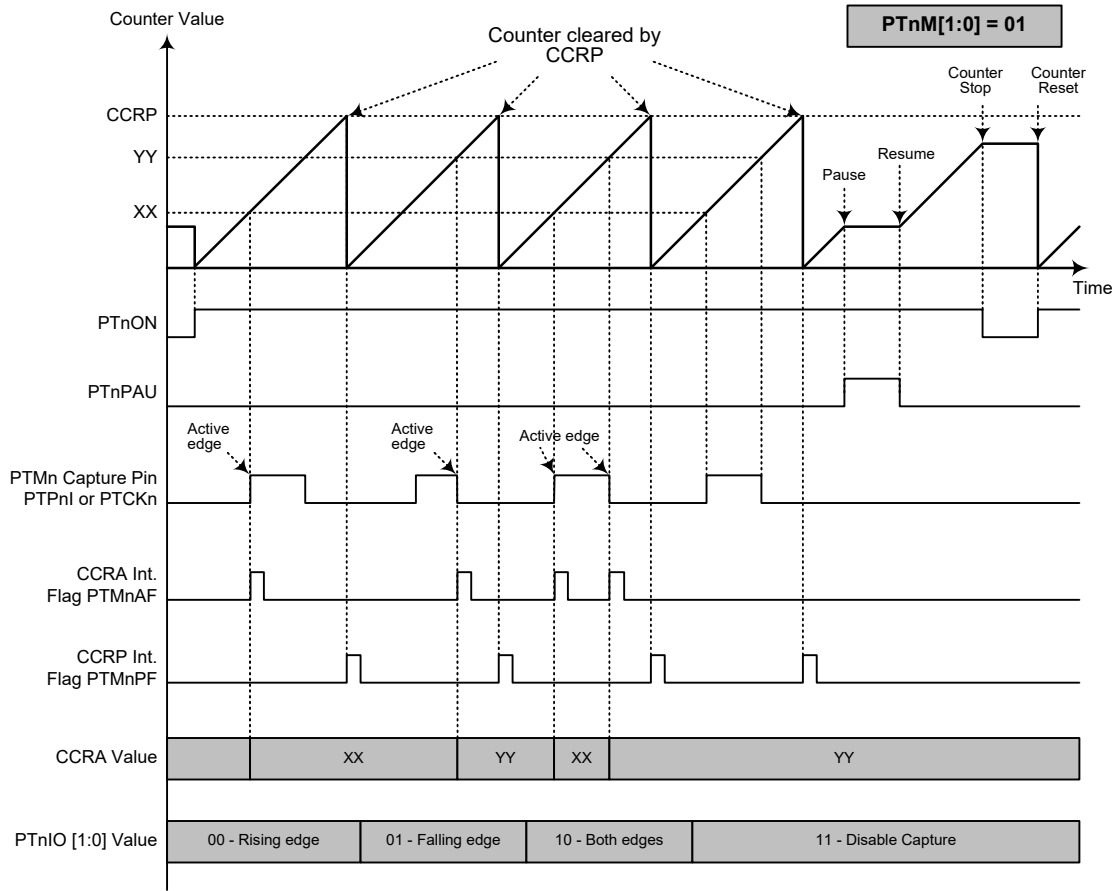 Counter Value
PTnM[1:0] = 01
Counter cleared by
CCRP
Counter
Stop
Counter
Reset
CCRP
YY
Resume
Pause
XX
Time
PTnON
PTnPAU
Active
edge
Active
edge
Active edge
PTMn Capture Pin
PTPnI or PTCKn
CCRA Int.
Flag PTMnAF
CCRP Int.
Flag PTMnPF
CCRA Value
XX
YY
XX
YY
PTnIO [1:0] Value
00 - Rising edge
01 - Falling edge
10 - Both edges
11 - Disable Capture